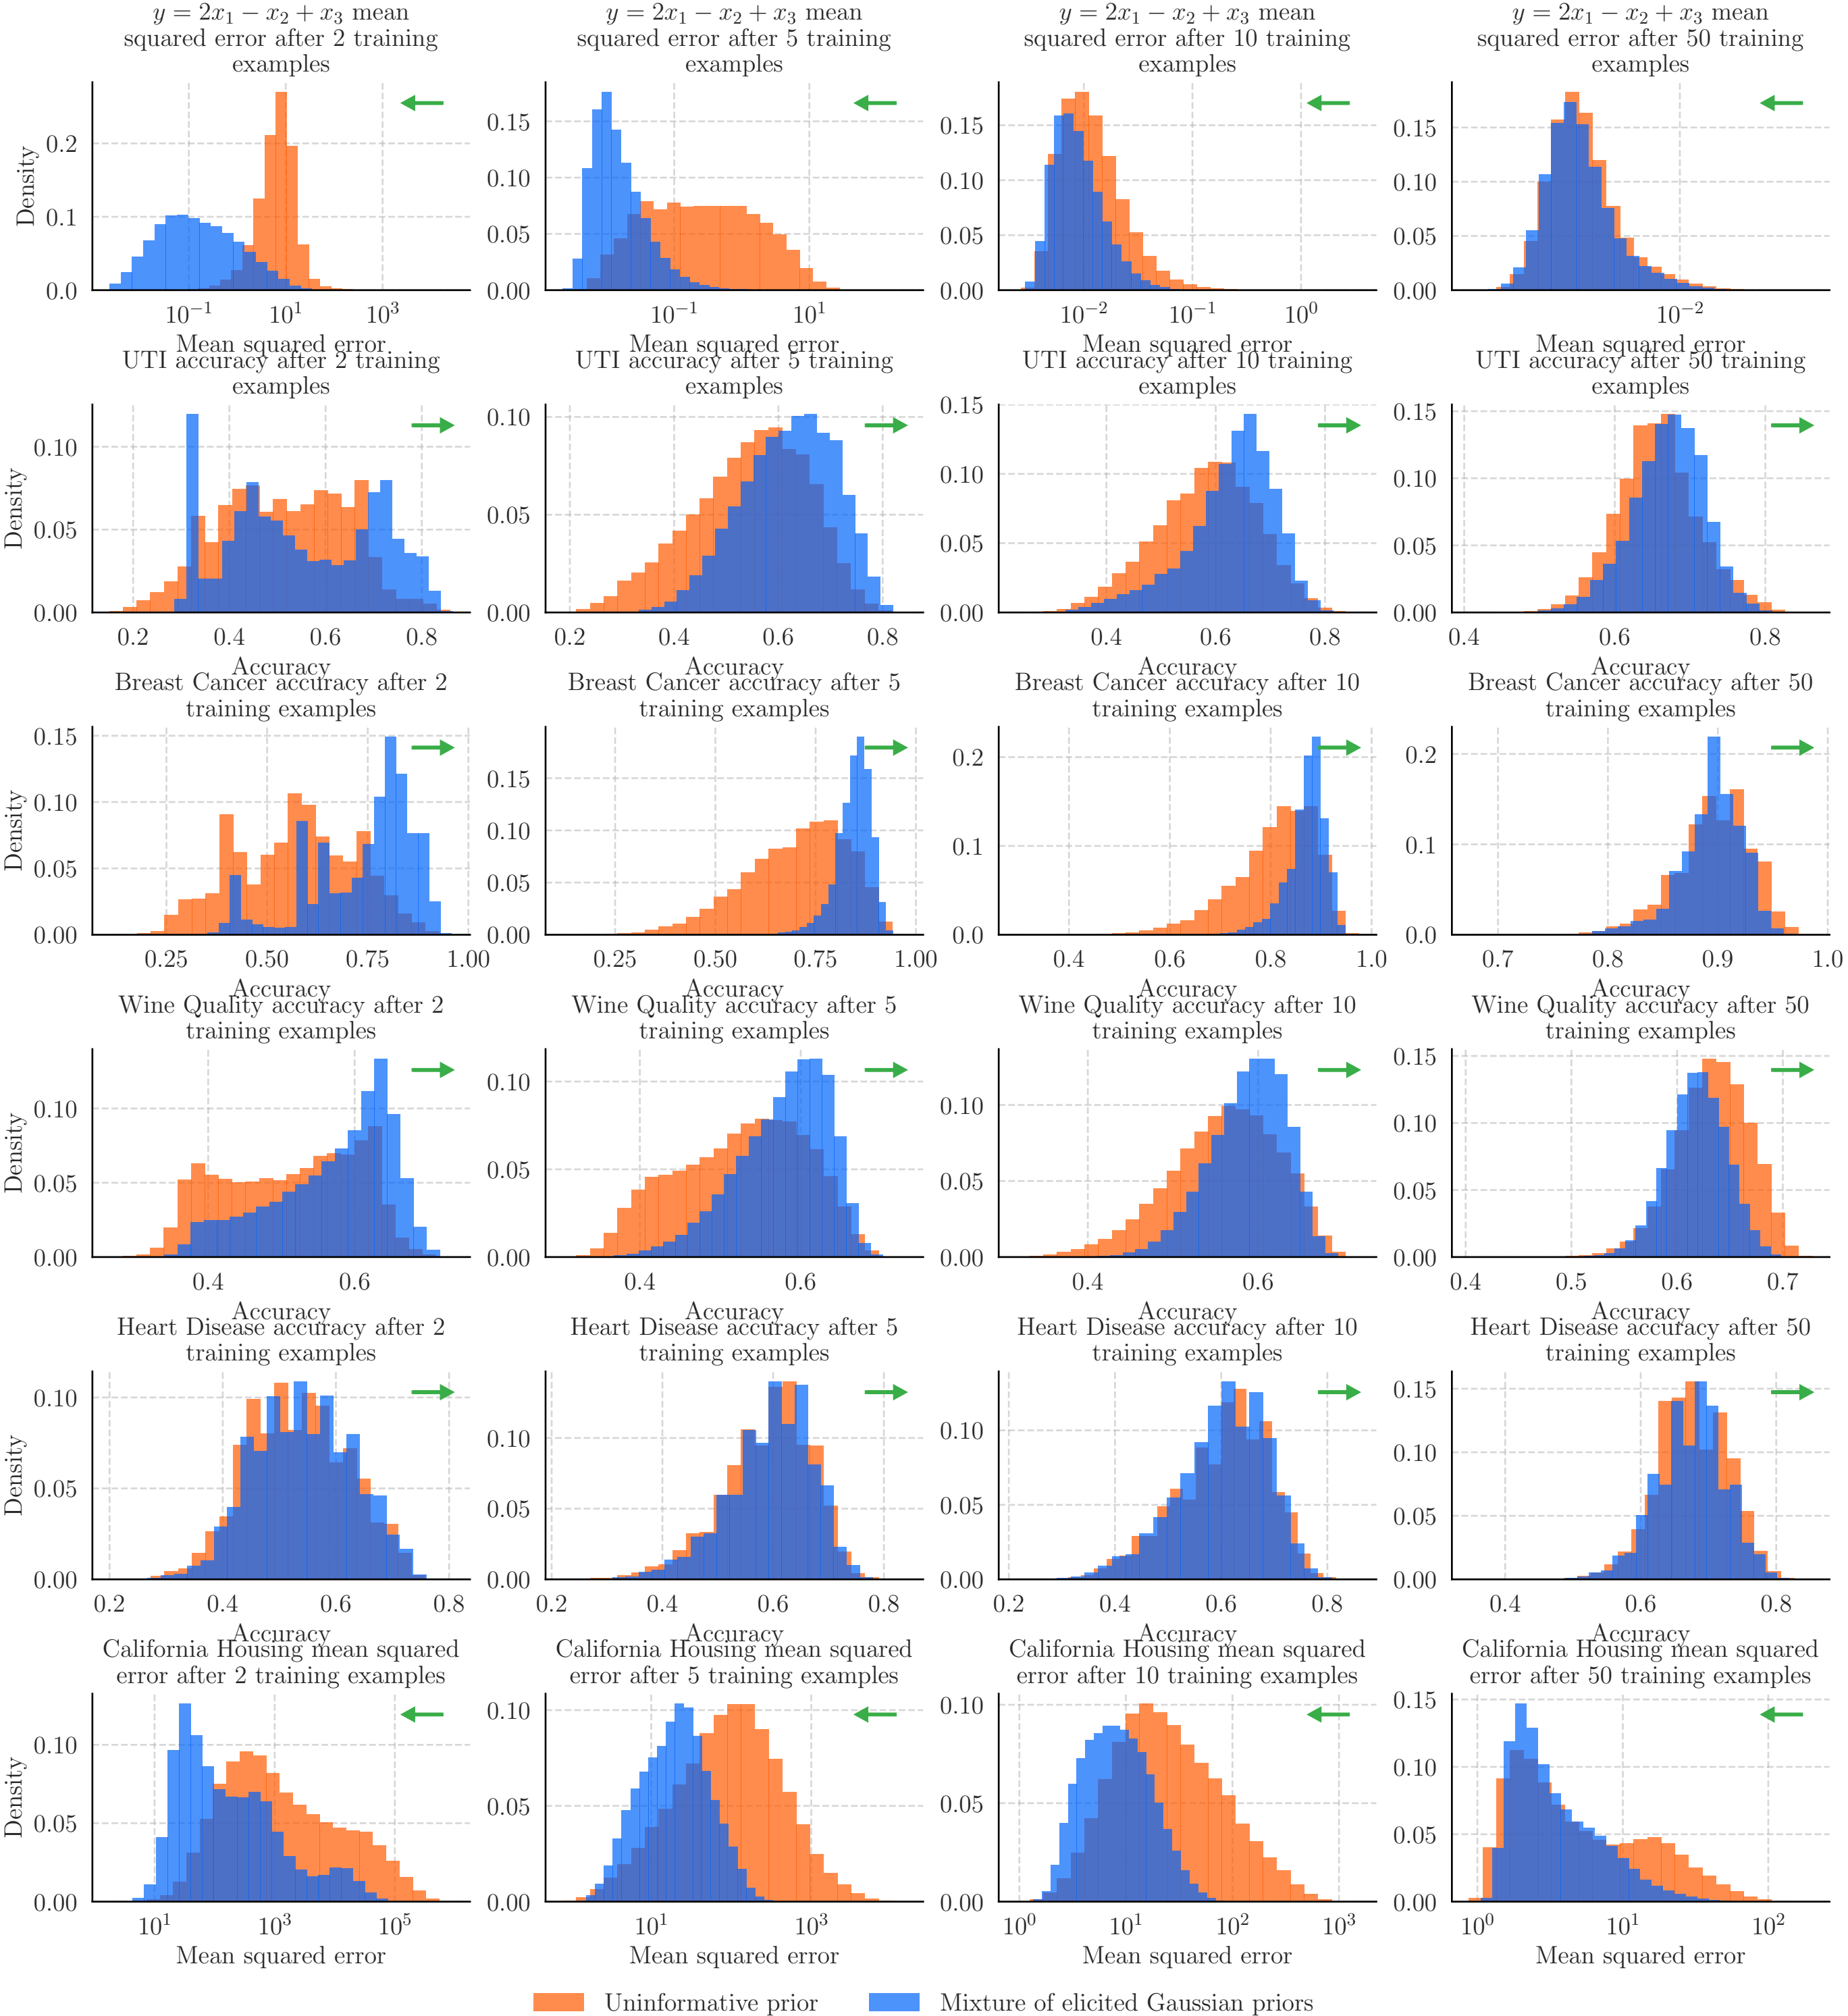 y = 2x₁ − x₂ + x₃ mean
squared error after 2 training
examples
y = 2x₁ − x₂ + x₃ mean
squared error after 5 training
examples
y = 2x₁ − x₂ + x₃ mean
squared error after 10 training
examples
y = 2x₁ − x₂ + x₃ mean
squared error after 50 training
examples
Density
0.2
0.1
0.0
10⁻¹ 10¹ 10³
Mean squared error
0.15
0.10
0.05
0.00
10⁻¹ 10¹
Mean squared error
0.15
0.10
0.05
0.00
10⁻² 10⁻¹ 10⁰
Mean squared error
0.15
0.10
0.05
0.00
10⁻²
Mean squared error
UTI accuracy after 2 training
examples
UTI accuracy after 5 training
examples
UTI accuracy after 10 training
examples
UTI accuracy after 50 training
examples
Density
0.10
0.05
0.00
0.2 0.4 0.6 0.8
Accuracy
0.10
0.05
0.00
0.2 0.4 0.6 0.8
Accuracy
0.15
0.10
0.05
0.00
0.4 0.6 0.8
Accuracy
0.15
0.10
0.05
0.00
0.4 0.6 0.8
Accuracy
Breast Cancer accuracy after 2
training examples
Breast Cancer accuracy after 5
training examples
Breast Cancer accuracy after 10
training examples
Breast Cancer accuracy after 50
training examples
Density
0.15
0.10
0.05
0.00
0.25 0.50 0.75 1.00
Accuracy
0.15
0.10
0.05
0.00
0.25 0.50 0.75 1.00
Accuracy
0.2
0.1
0.0
0.4 0.6 0.8 1.0
Accuracy
0.2
0.1
0.0
0.7 0.8 0.9 1.0
Accuracy
Wine Quality accuracy after 2
training examples
Wine Quality accuracy after 5
training examples
Wine Quality accuracy after 10
training examples
Wine Quality accuracy after 50
training examples
Density
0.10
0.05
0.00
0.4 0.6
Accuracy
0.10
0.05
0.00
0.4 0.6
Accuracy
0.10
0.05
0.00
0.4 0.6
Accuracy
0.15
0.10
0.05
0.00
0.4 0.5 0.6 0.7
Accuracy
Heart Disease accuracy after 2
training examples
Heart Disease accuracy after 5
training examples
Heart Disease accuracy after 10
training examples
Heart Disease accuracy after 50
training examples
Density
0.10
0.05
0.00
0.2 0.4 0.6 0.8
Accuracy
0.10
0.05
0.00
0.2 0.4 0.6 0.8
Accuracy
0.10
0.05
0.00
0.2 0.4 0.6 0.8
Accuracy
0.15
0.10
0.05
0.00
0.4 0.6 0.8
Accuracy
California Housing mean squared
error after 2 training examples
California Housing mean squared
error after 5 training examples
California Housing mean squared
error after 10 training examples
California Housing mean squared
error after 50 training examples
Density
0.10
0.05
0.00
10¹ 10³ 10⁵
Mean squared error
0.10
0.05
0.00
10¹ 10³
Mean squared error
0.10
0.05
0.00
10⁰ 10¹ 10² 10³
Mean squared error
0.15
0.10
0.05
0.00
10⁰ 10¹ 10²
Mean squared error
Uninformative prior
Mixture of elicited Gaussian priors